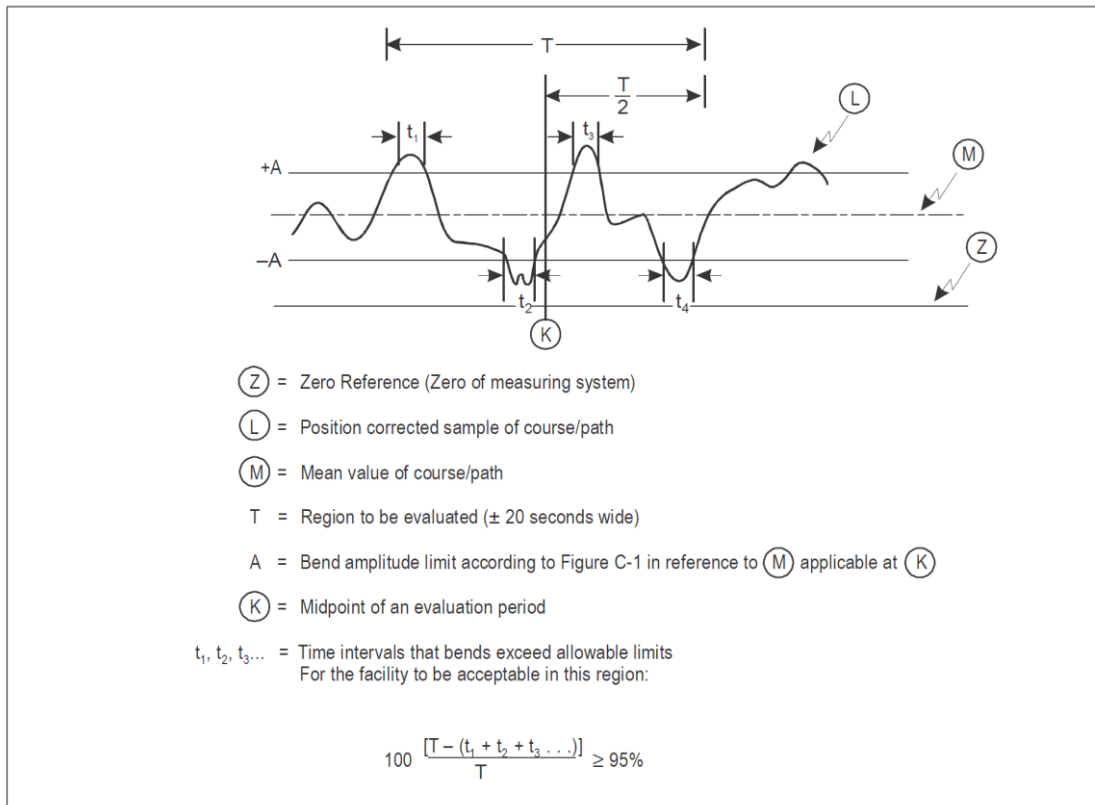 T
T
2
t₁
t₃
L
+A
M
–A
Z
t₂
t₄
K
Z = Zero Reference (Zero of measuring system)
L = Position corrected sample of course/path
M = Mean value of course/path
T = Region to be evaluated (± 20 seconds wide)
A = Bend amplitude limit according to Figure C-1 in reference to M applicable at K
K = Midpoint of an evaluation period
t₁, t₂, t₃... = Time intervals that bends exceed allowable limits
For the facility to be acceptable in this region:
100 [T – (t₁ + t₂ + t₃ . . .)] ≥ 95%
T